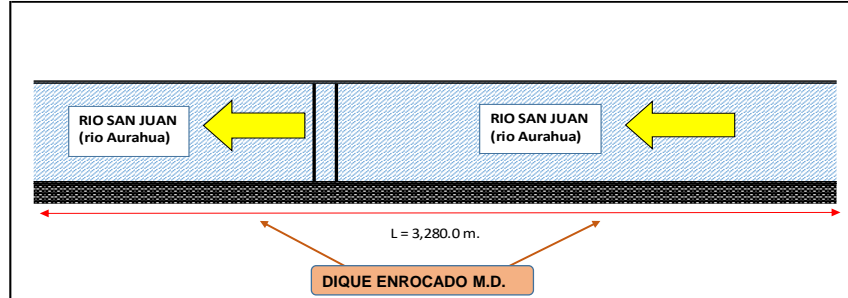 RIO SAN JUAN
(rio Aurahua)
RIO SAN JUAN
(rio Aurahua)
L = 3,280.0 m.
DIQUE ENROCADO M.D.